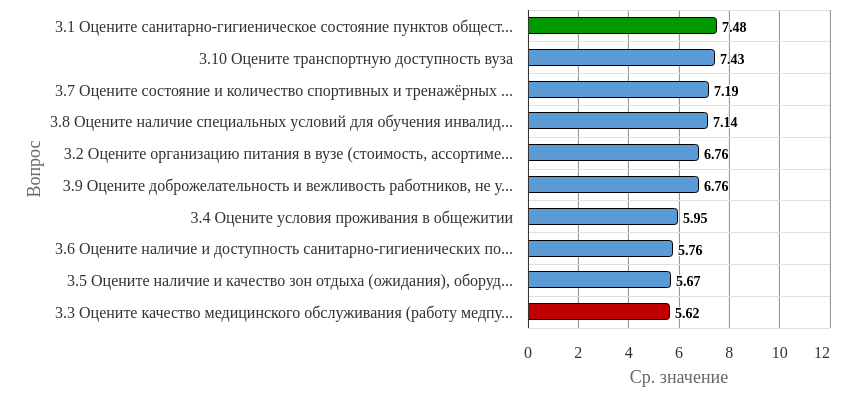 3.1 Оцените санитарно-гигиеническое состояние пунктов общест... 7.48
3.10 Оцените транспортную доступность вуза 7.43
3.7 Оцените состояние и количество спортивных и тренажёрных ... 7.19
3.8 Оцените наличие специальных условий для обучения инвалид... 7.14
3.2 Оцените организацию питания в вузе (стоимость, ассортиме... 6.76
3.9 Оцените доброжелательность и вежливость работников, не у... 6.76
3.4 Оцените условия проживания в общежитии 5.95
3.6 Оцените наличие и доступность санитарно-гигиенических по... 5.76
3.5 Оцените наличие и качество зон отдыха (ожидания), оборуд... 5.67
3.3 Оцените качество медицинского обслуживания (работу медпу... 5.62
Вопрос
0 2 4 6 8 10 12
Ср. значение